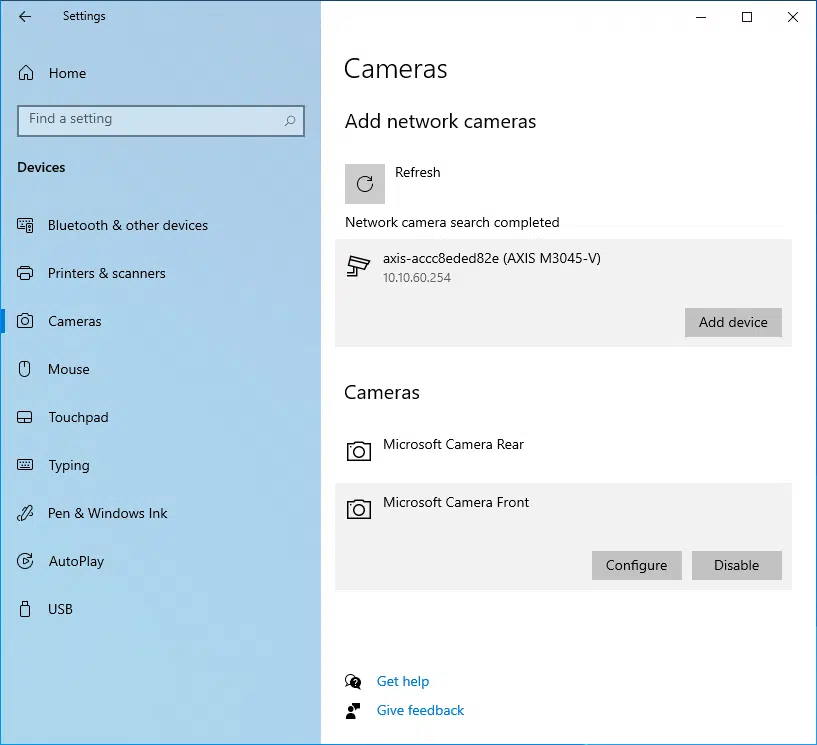 Settings
Home
Find a setting
Devices
Bluetooth & other devices
Printers & scanners
Cameras
Mouse
Touchpad
Typing
Pen & Windows Ink
AutoPlay
USB
Cameras
Add network cameras
Refresh
Network camera search completed
axis-accc8eded82e (AXIS M3045-V)
10.10.60.254
Add device
Cameras
Microsoft Camera Rear
Microsoft Camera Front
Configure Disable
Get help
Give feedback